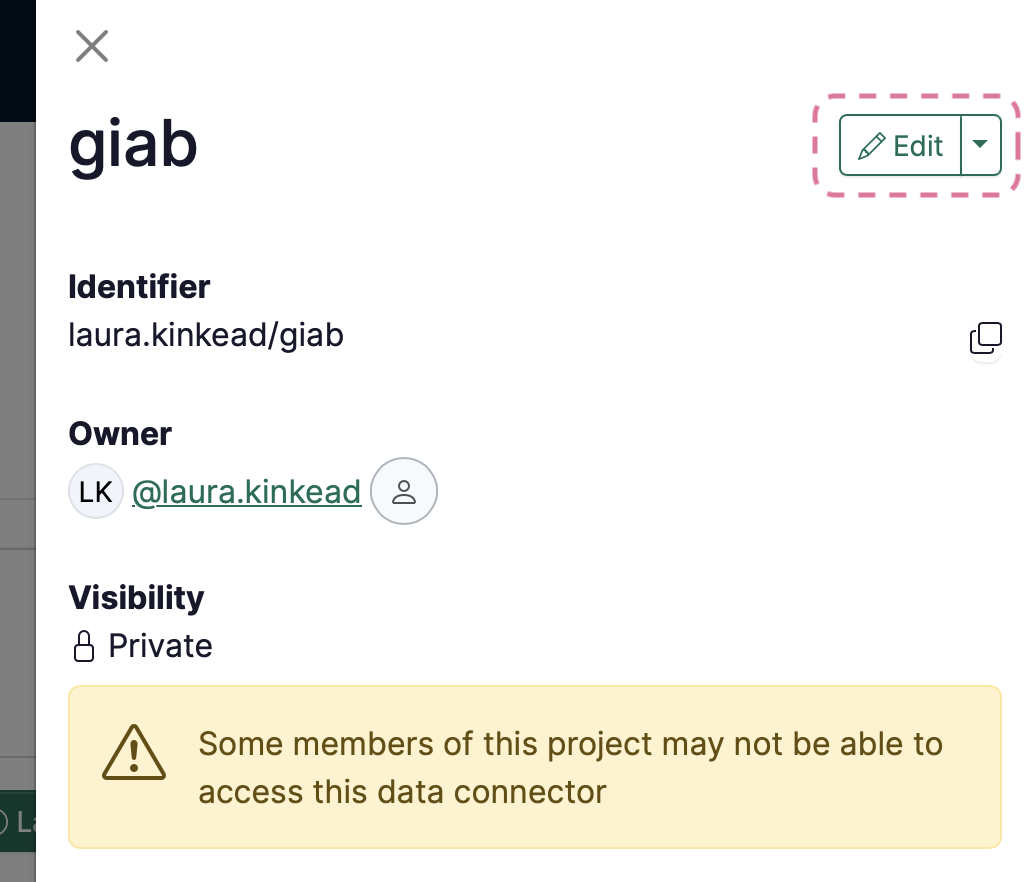 giab
Edit
Identifier
laura.kinkead/giab
Owner
LK @laura.kinkead
Visibility
Private
Some members of this project may not be able to
access this data connector